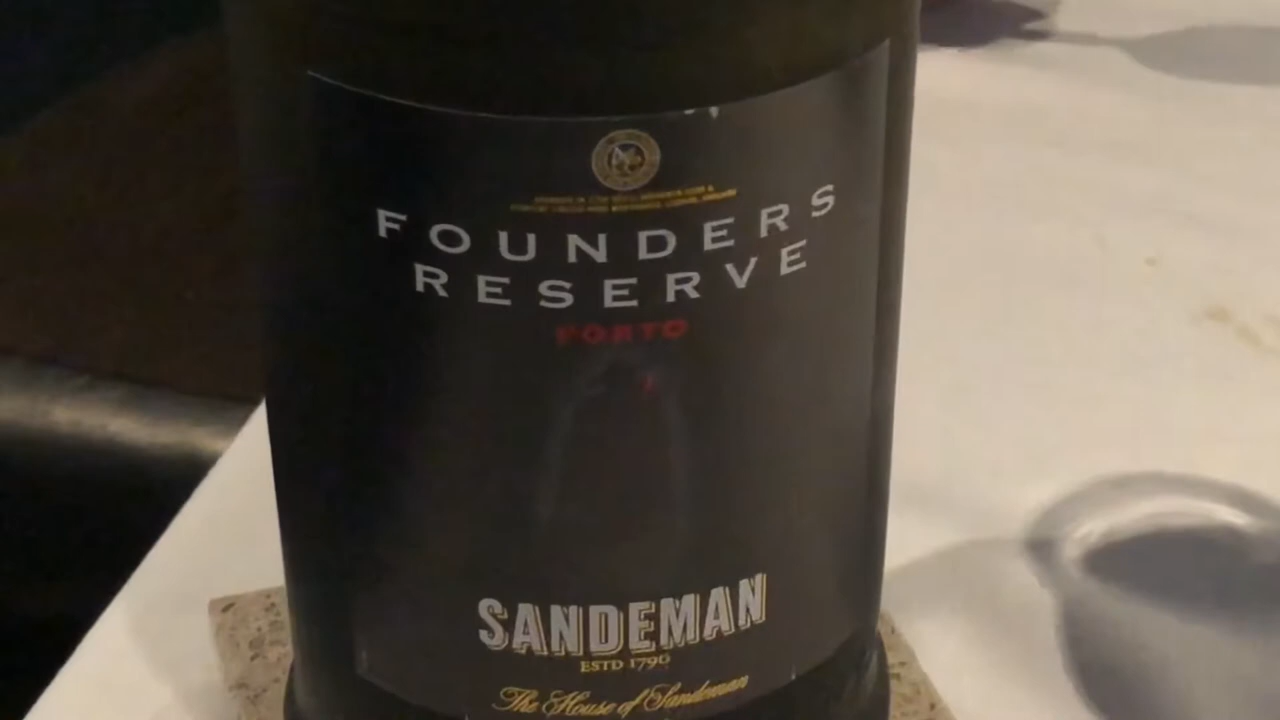 FOUNDERS
RESERVE
PORTO
SANDEMAN
ESTD 1790
The House of Sandeman